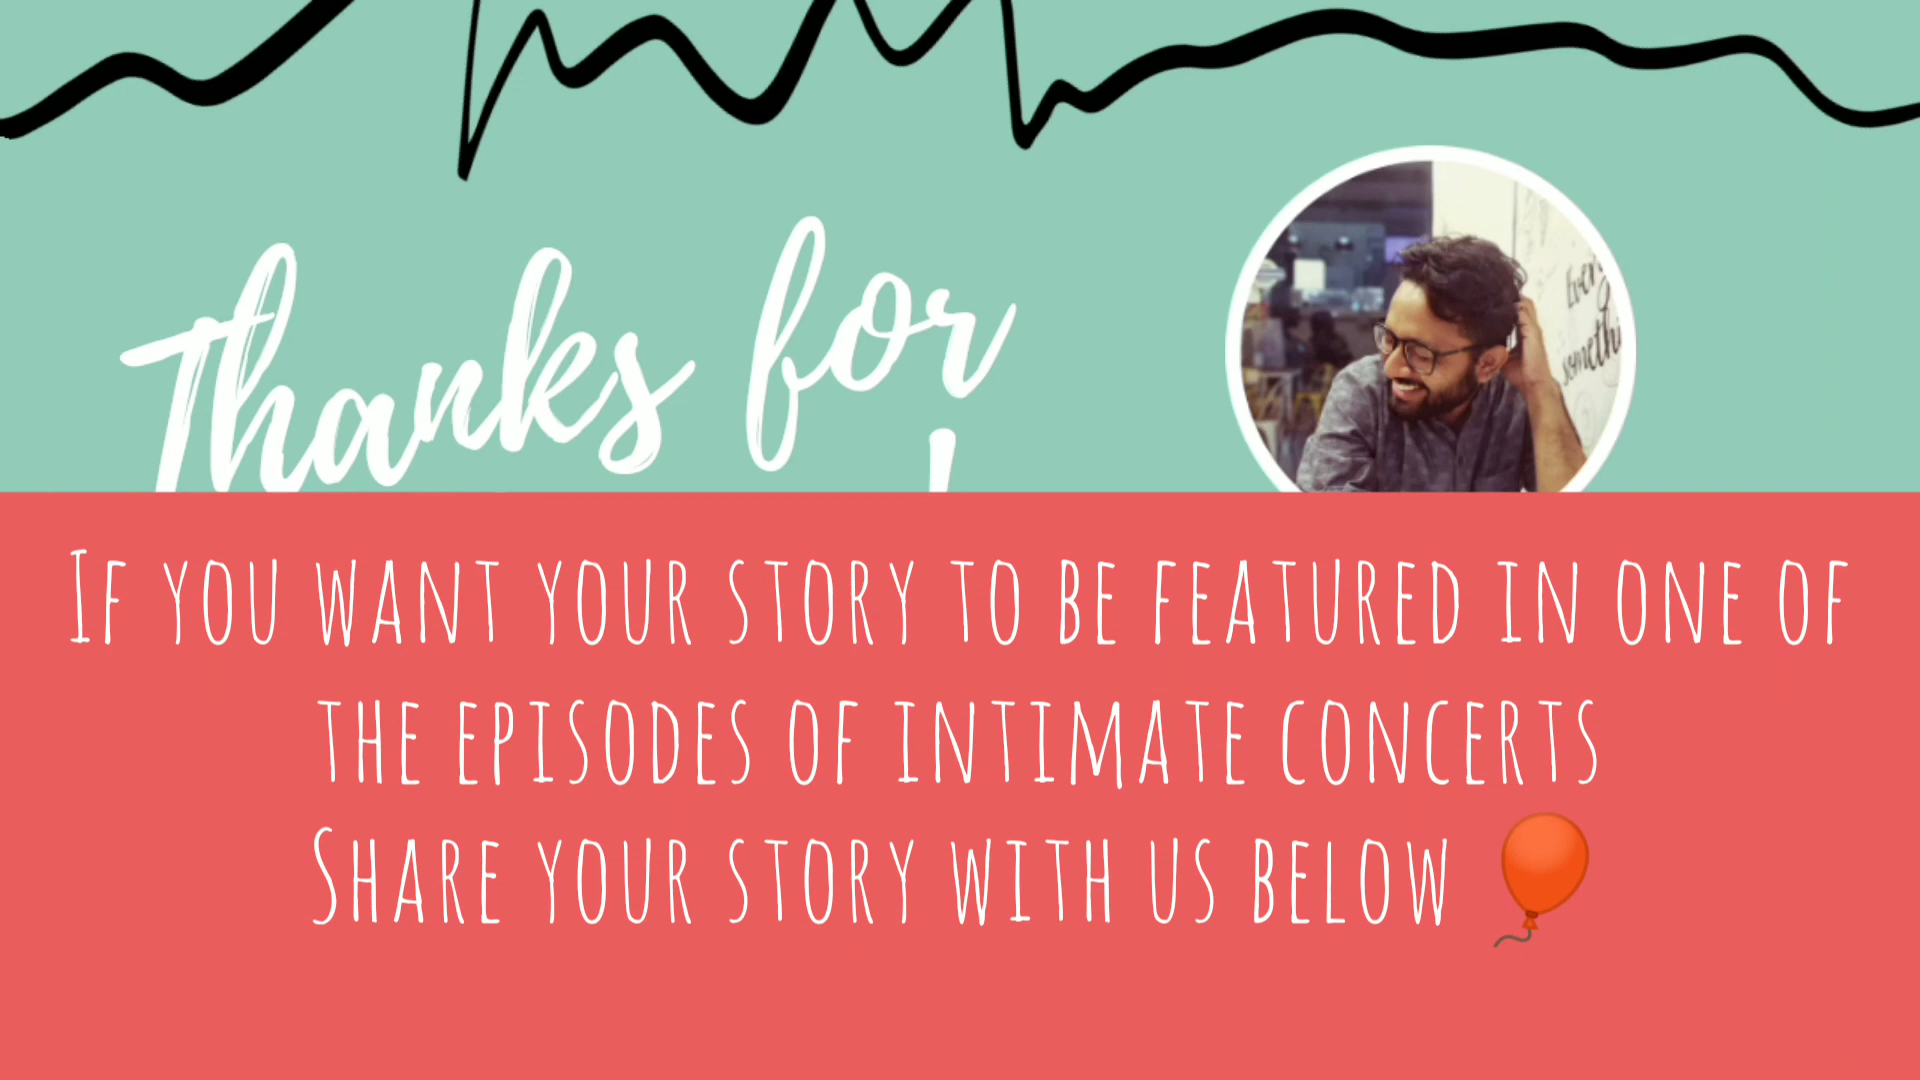 Thanks for
If you want your story to be featured in one of
the episodes of intimate concerts
Share your story with us below